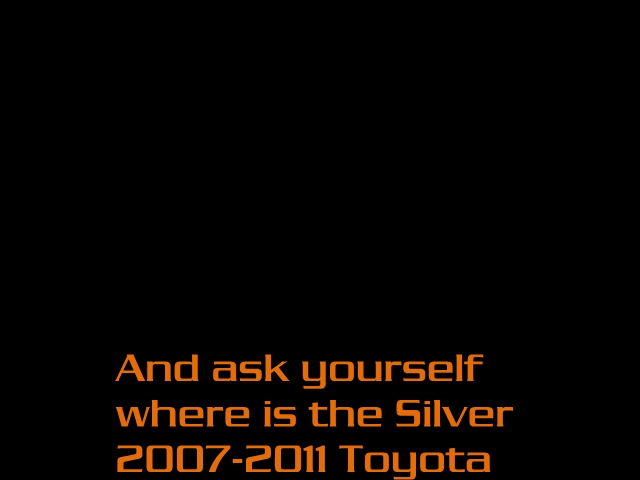 And ask yourself
where is the Silver
2007-2011 Toyota